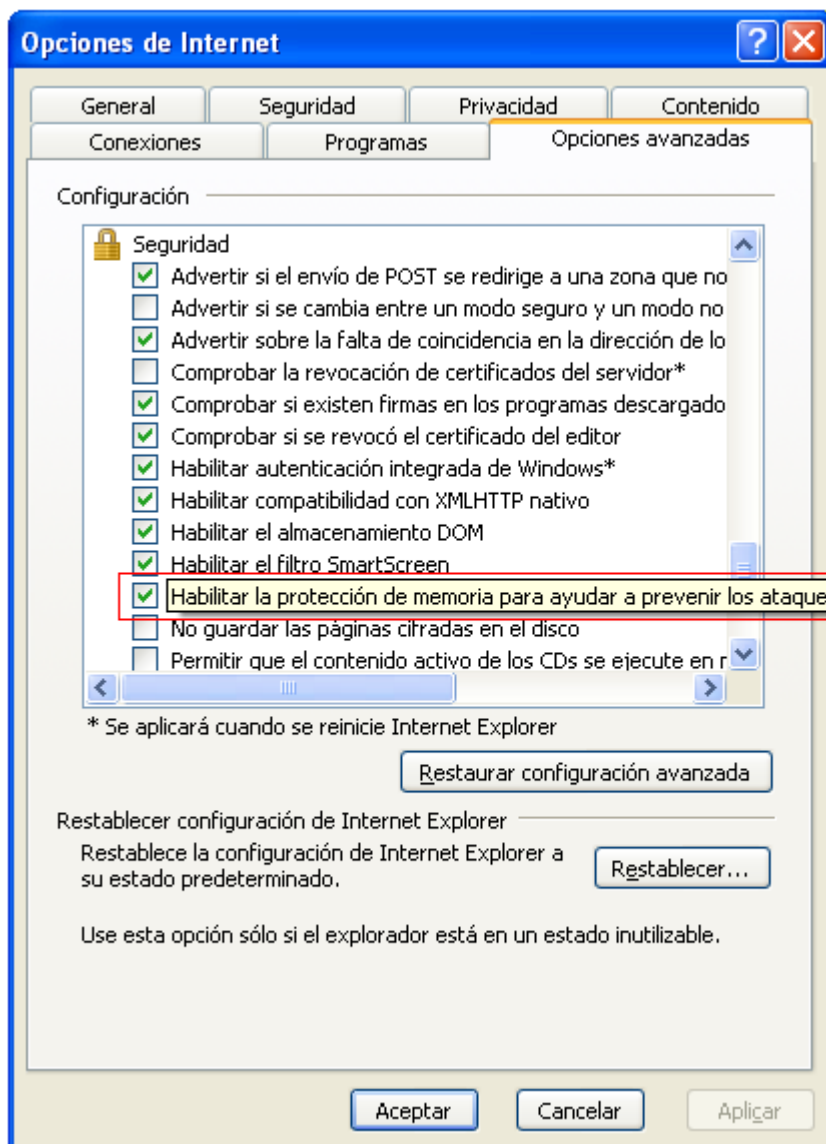 Opciones de Internet
General Seguridad Privacidad Contenido
Conexiones Programas Opciones avanzadas
Configuración
Seguridad
Advertir si el envío de POST se redirige a una zona que no
Advertir si se cambia entre un modo seguro y un modo no
Advertir sobre la falta de coincidencia en la dirección de lo
Comprobar la revocación de certificados del servidor*
Comprobar si existen firmas en los programas descargado
Comprobar si se revocó el certificado del editor
Habilitar autenticación integrada de Windows*
Habilitar compatibilidad con XMLHTTP nativo
Habilitar el almacenamiento DOM
Habilitar el filtro SmartScreen
Habilitar la protección de memoria para ayudar a prevenir los ataque
No guardar las páginas cifradas en el disco
Permitir que el contenido activo de los CDs se ejecute en
* Se aplicará cuando se reinicie Internet Explorer
Restaurar configuración avanzada
Restablecer configuración de Internet Explorer
Restablece la configuración de Internet Explorer a
su estado predeterminado.
Restablecer...
Use esta opción sólo si el explorador está en un estado inutilizable.
Aceptar Cancelar Aplicar